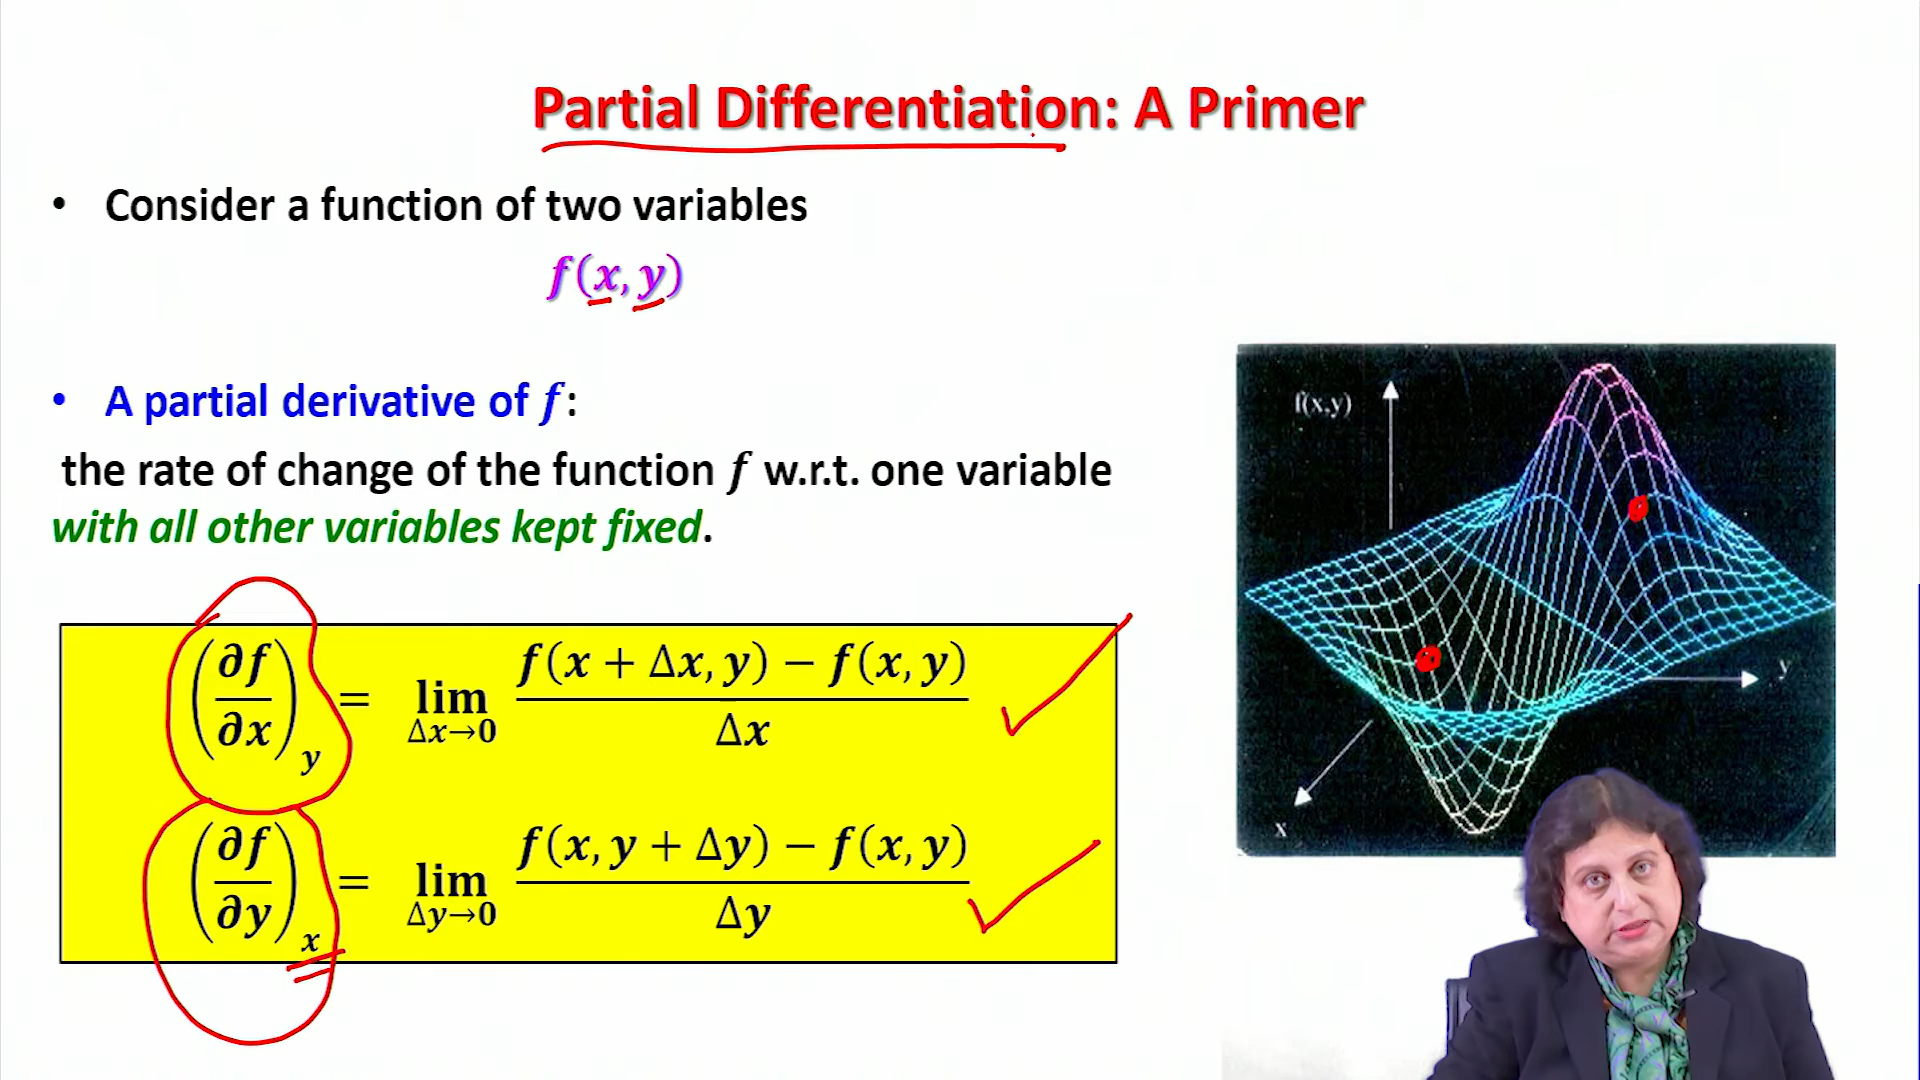 Partial Differentiation: A Primer
• Consider a function of two variables
f(x, y)
• A partial derivative of f:
the rate of change of the function f w.r.t. one variable
with all other variables kept fixed.
(∂f/∂x)_y = lim_{Δx→0} (f(x + Δx, y) − f(x, y))/Δx
(∂f/∂y)_x = lim_{Δy→0} (f(x, y + Δy) − f(x, y))/Δy
f(x,y)
y
x